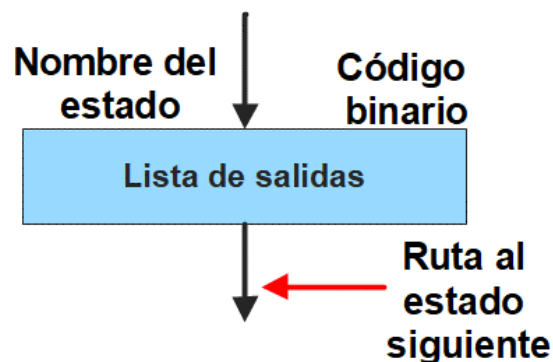 Nombre del
estado
Código
binario
Lista de salidas
Ruta al
estado
siguiente